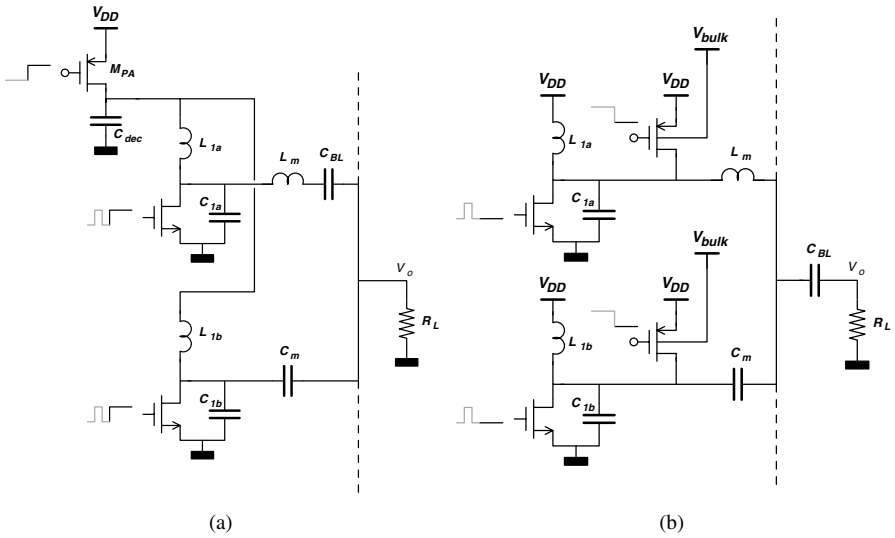 V_DD
M_PA
C_dec
L_1a
L_m
C_BL
C_1a
V_o
R_L
L_1b
C_m
C_1b
(a)
V_bulk
V_DD
V_DD
L_1a
L_m
C_1a
V_bulk
C_BL
V_o
V_DD
V_DD
L_1b
R_L
C_m
C_1b
(b)